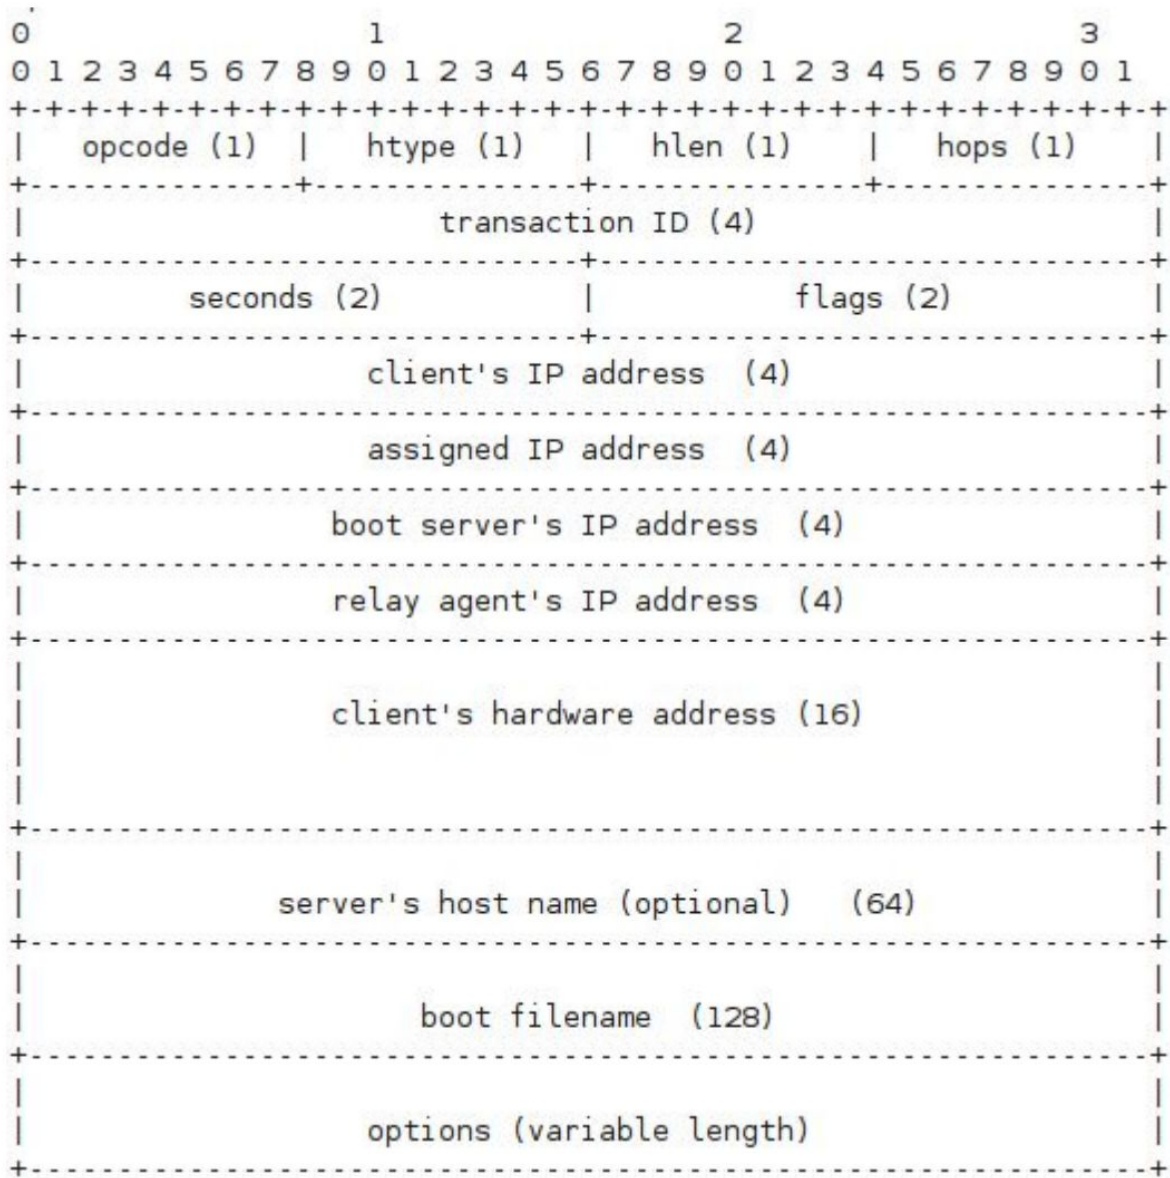 0 1 2 3
0 1 2 3 4 5 6 7 8 9 0 1 2 3 4 5 6 7 8 9 0 1 2 3 4 5 6 7 8 9 0 1
+-+-+-+-+-+-+-+-+-+-+-+-+-+-+-+-+-+-+-+-+-+-+-+-+-+-+-+-+-+-+-+-+
| opcode (1) | htype (1) | hlen (1) | hops (1) |
+---------------+---------------+---------------+---------------+
| transaction ID (4) |
+-------------------------------+-------------------------------+
| seconds (2) | flags (2) |
+-------------------------------+-------------------------------+
| client's IP address (4) |
+---------------------------------------------------------------+
| assigned IP address (4) |
+---------------------------------------------------------------+
| boot server's IP address (4) |
+---------------------------------------------------------------+
| relay agent's IP address (4) |
+---------------------------------------------------------------+
| |
| client's hardware address (16) |
| |
| |
+---------------------------------------------------------------+
| |
| server's host name (optional) (64) |
+---------------------------------------------------------------+
| |
| boot filename (128) |
+---------------------------------------------------------------+
| |
| options (variable length) |
+---------------------------------------------------------------+